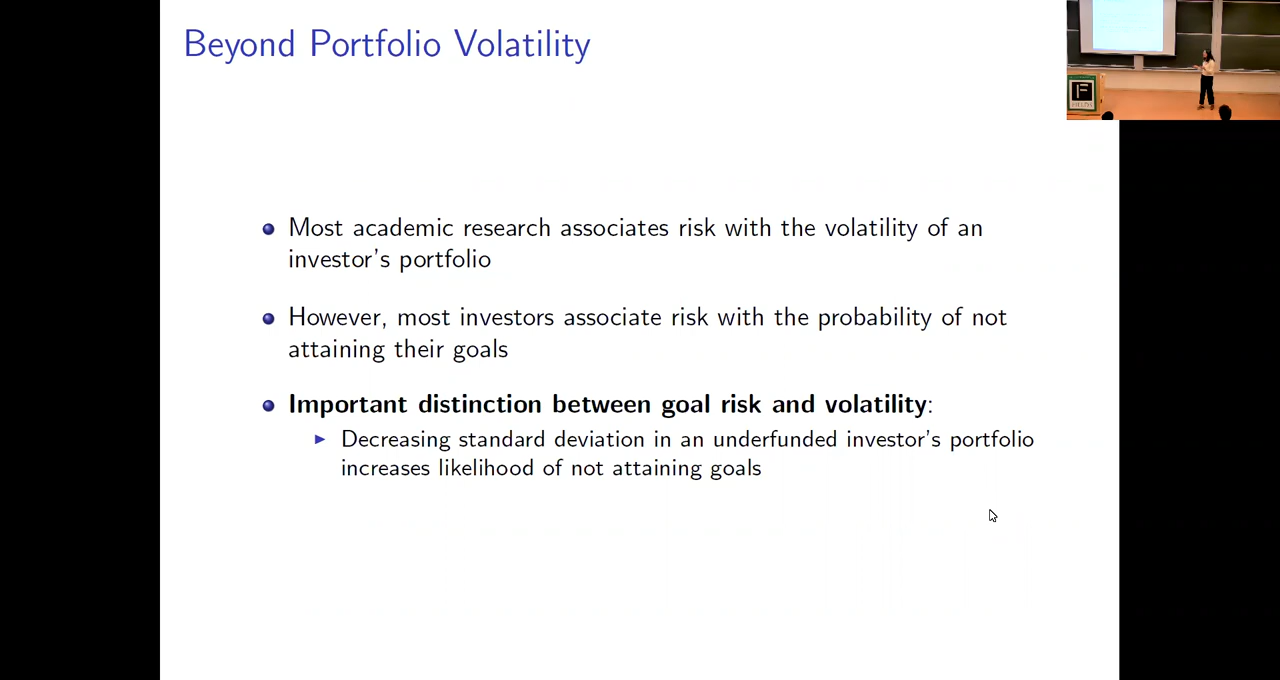 Beyond Portfolio Volatility
Most academic research associates risk with the volatility of an
investor's portfolio
However, most investors associate risk with the probability of not
attaining their goals
Important distinction between goal risk and volatility:
Decreasing standard deviation in an underfunded investor's portfolio
increases likelihood of not attaining goals
F
FIELDS